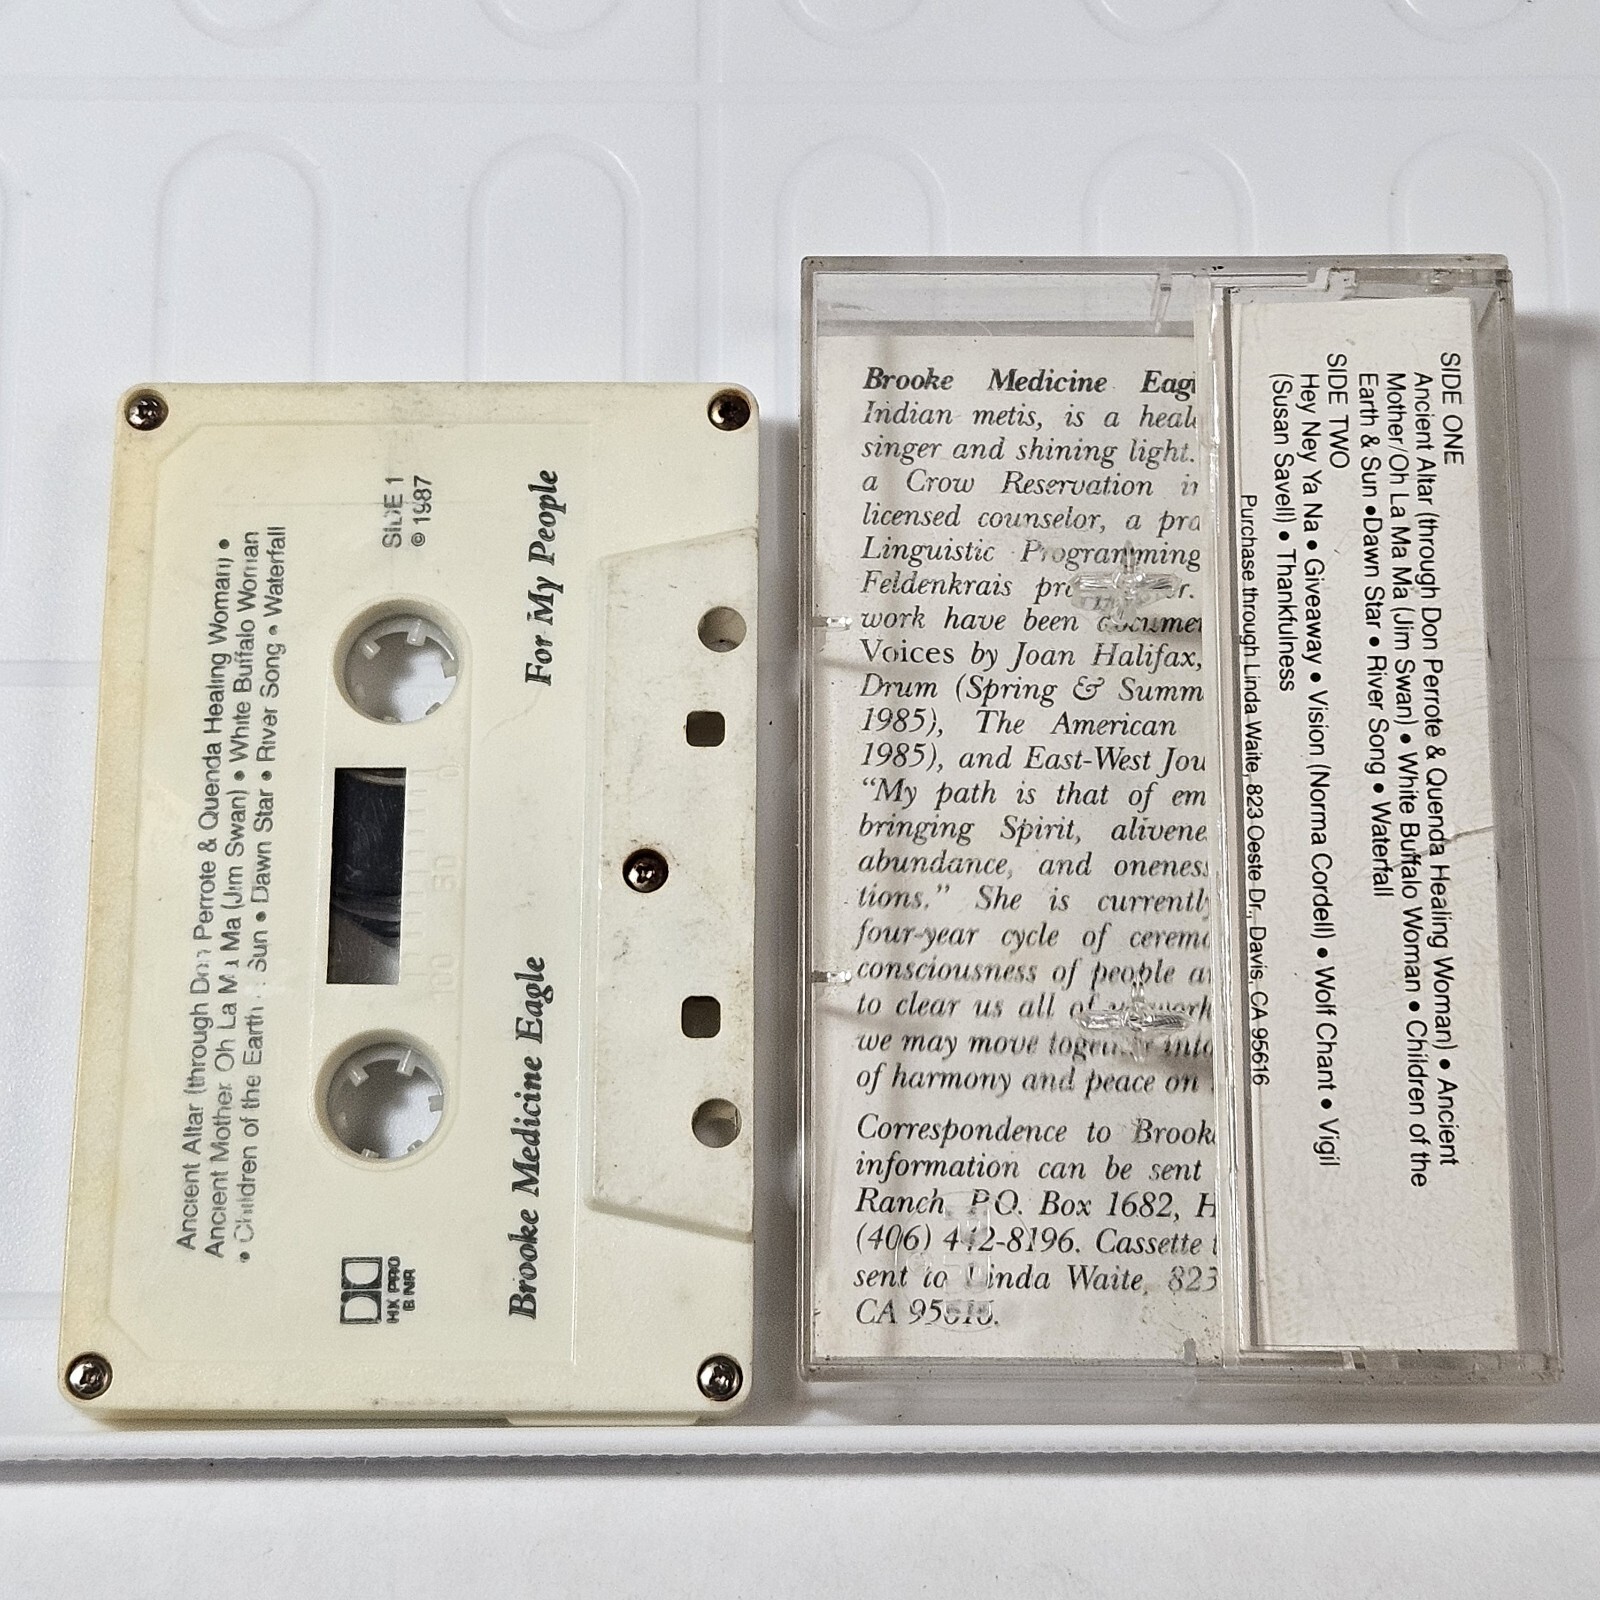 Brooke Medicine Eagle For My People
SIDE 1
© 1987
Ancient Altar (through Don Perrote & Quenda Healing Woman) •
Ancient Mother Oh La Ma Ma (Jim Swan) • White Buffalo Woman
• Children of the Earth Sun • Dawn Star • River Song • Waterfall
HX PRO
B NR
0 50 100
Brooke Medicine Eagl
Indian metis, is a heal
singer and shining light.
a Crow Reservation in
licensed counselor, a pra
Linguistic Programming
Feldenkrais
work have been documen
Voices by Joan Halifax,
Drum (Spring & Summ
1985), The American
1985), and East-West Jou
"My path is that of em
bringing Spirit, alivene
abundance, and oneness
tions." She is currently
four-year cycle of ceremo
consciousness of people a
to clear us all of
we may move together into
of harmony and peace on
Correspondence to Brook
information can be sent
Ranch, P.O. Box 1682, H
(406) 442-8196. Cassette
sent to Linda Waite, 823
CA 95616.
SIDE ONE
Ancient Altar (through Don Perrote & Quenda Healing Woman) • Ancient
Mother/Oh La Ma Ma (Jim Swan) • White Buffalo Woman • Children of the
Earth & Sun •Dawn Star • River Song • Waterfall
SIDE TWO
Hey Ney Ya Na • Giveaway • Vision (Norma Cordell) • Wolf Chant • Vigil
(Susan Savell) • Thankfulness
Purchase through Linda Waite, 823 Oeste Dr., Davis, CA 95616